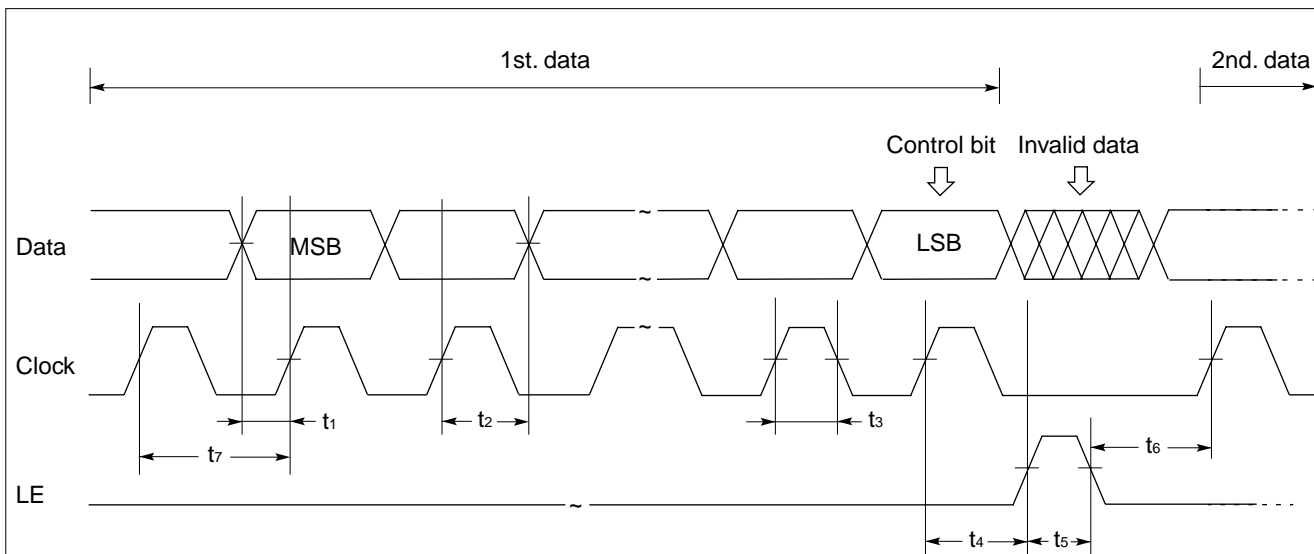 1st. data
2nd. data
Control bit
Invalid data
Data
MSB
LSB
Clock
t1
t2
t3
t7
t6
LE
t4
t5